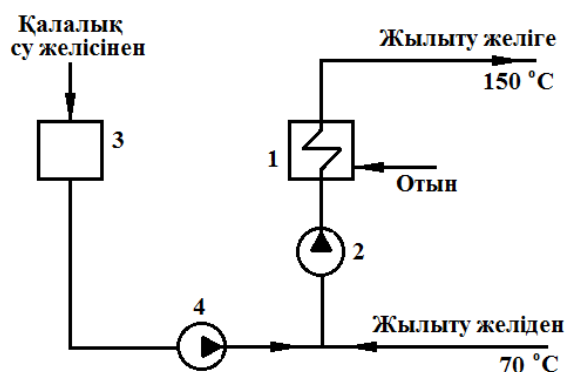 Қалалық
су желісінен
Жылыту желіге
150 °C
3
1
Отын
2
4
Жылыту желіден
70 °C